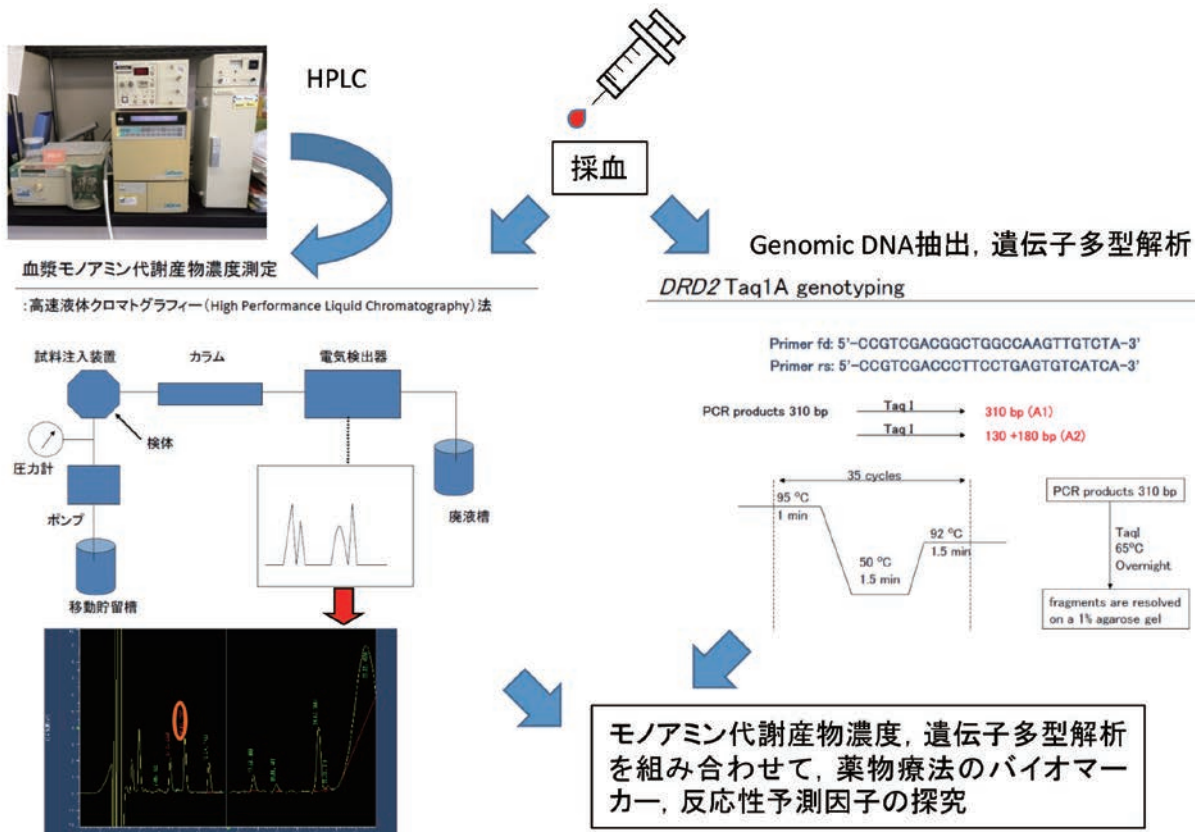 HPLC
採血
血漿モノアミン代謝産物濃度測定
:高速液体クロマトグラフィー(High Performance Liquid Chromatography)法
試料注入装置
カラム
電気検出器
検体
圧力計
ポンプ
廃液槽
移動貯留槽
Genomic DNA抽出，遺伝子多型解析
DRD2 Taq1A genotyping
Primer fd: 5'-CCGTCGACGGCTGGCCAAGTTGTCTA-3'
Primer rs: 5'-CCGTCGACCCTTCCTGAGTGTCATCA-3'
PCR products 310 bp
Taq I
310 bp (A1)
Taq I
130 +180 bp (A2)
35 cycles
95 ℃
1 min
50 ℃
1.5 min
92 ℃
1.5 min
PCR products 310 bp
TaqI
65℃
Overnight
fragments are resolved
on a 1% agarose gel
モノアミン代謝産物濃度，遺伝子多型解析
を組み合わせて，薬物療法のバイオマー
カー，反応性予測因子の探究